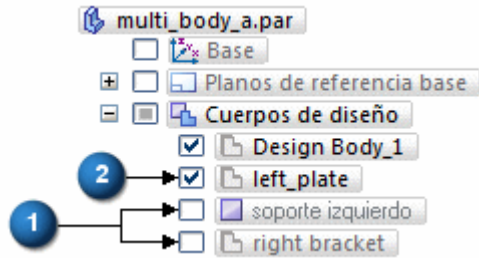 multi_body_a.par
Base
Planos de referencia base
Cuerpos de diseño
Design Body_1
2
left_plate
soporte izquierdo
1
right bracket